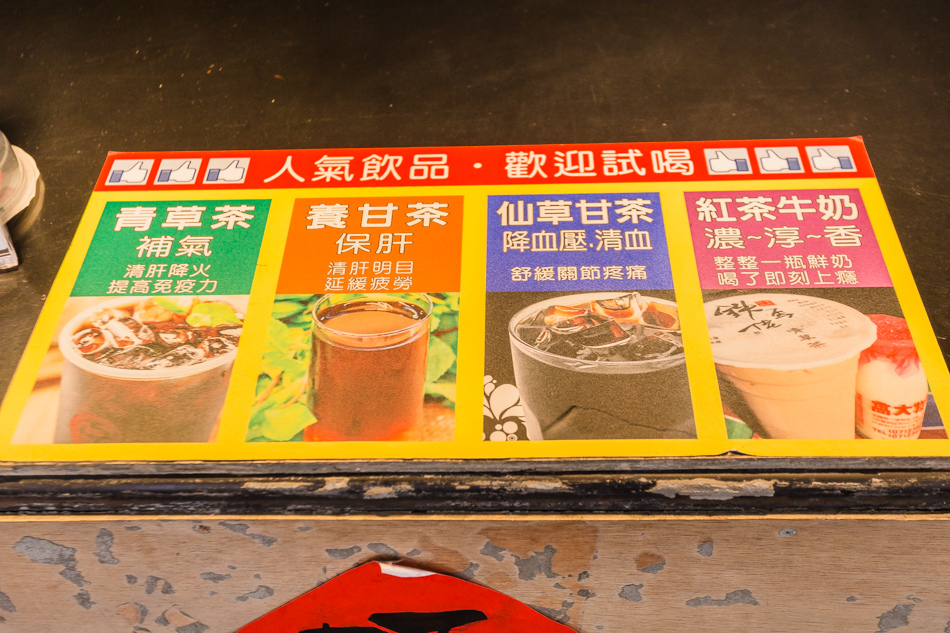 人氣飲品・歡迎試喝
青草茶
補氣
清肝降火
提高免疫力
養甘茶
保肝
清肝明目
延緩疲勞
仙草甘茶
降血壓.清血
舒緩關節疼痛
紅茶牛奶
濃~淳~香
整整一瓶鮮奶
喝了即刻上癮
高大牧